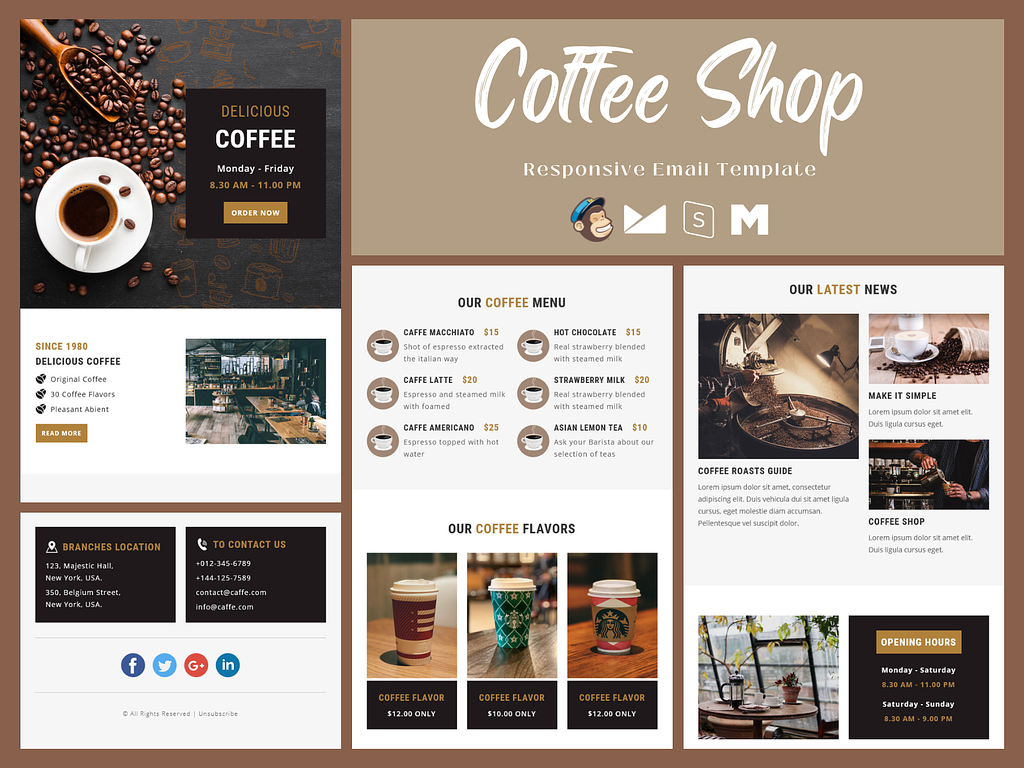 DELICIOUS
COFFEE
Monday - Friday
8.30 AM - 11.00 PM
ORDER NOW
SINCE 1980
DELICIOUS COFFEE
Original Coffee
30 Coffee Flavors
Pleasant Abient
READ MORE
BRANCHES LOCATION
123, Majestic Hall,
New York, USA.
350, Belgium Street,
New York, USA.
TO CONTACT US
+012-345-6789
+144-125-7589
contact@caffe.com
info@caffe.com
f
G+
in
© All Rights Reserved | Unsubscribe
Coffee Shop
Responsive Email Template
S
M
OUR COFFEE MENU
CAFFE MACCHIATO $15
Shot of espresso extracted
the italian way
HOT CHOCOLATE $15
Real strawberry blended
with steamed milk
CAFFE LATTE $20
Espresso and steamed milk
with foamed
STRAWBERRY MILK $20
Real strawberry blended
with steamed milk
CAFFE AMERICANO $25
Espresso topped with hot
water
ASIAN LEMON TEA $10
Ask your Barista about our
selection of teas
OUR COFFEE FLAVORS
COFFEE FLAVOR
$12.00 ONLY
COFFEE FLAVOR
$10.00 ONLY
COFFEE FLAVOR
$12.00 ONLY
OUR LATEST NEWS
COFFEE ROASTS GUIDE
Lorem ipsum dolor sit amet, consectetur
adipiscing elit. Duis vehicula dui sit amet ligula
cursus, eget molestie diam accumsan.
Pellentesque vel suscipit dolor.
MAKE IT SIMPLE
Lorem ipsum dolor sit amet elit.
Duis ligula cursus eget.
COFFEE SHOP
Lorem ipsum dolor sit amet elit.
Duis ligula cursus eget.
OPENING HOURS
Monday - Saturday
8.30 AM - 11.00 PM
Saturday - Sunday
8.30 AM - 9.00 PM